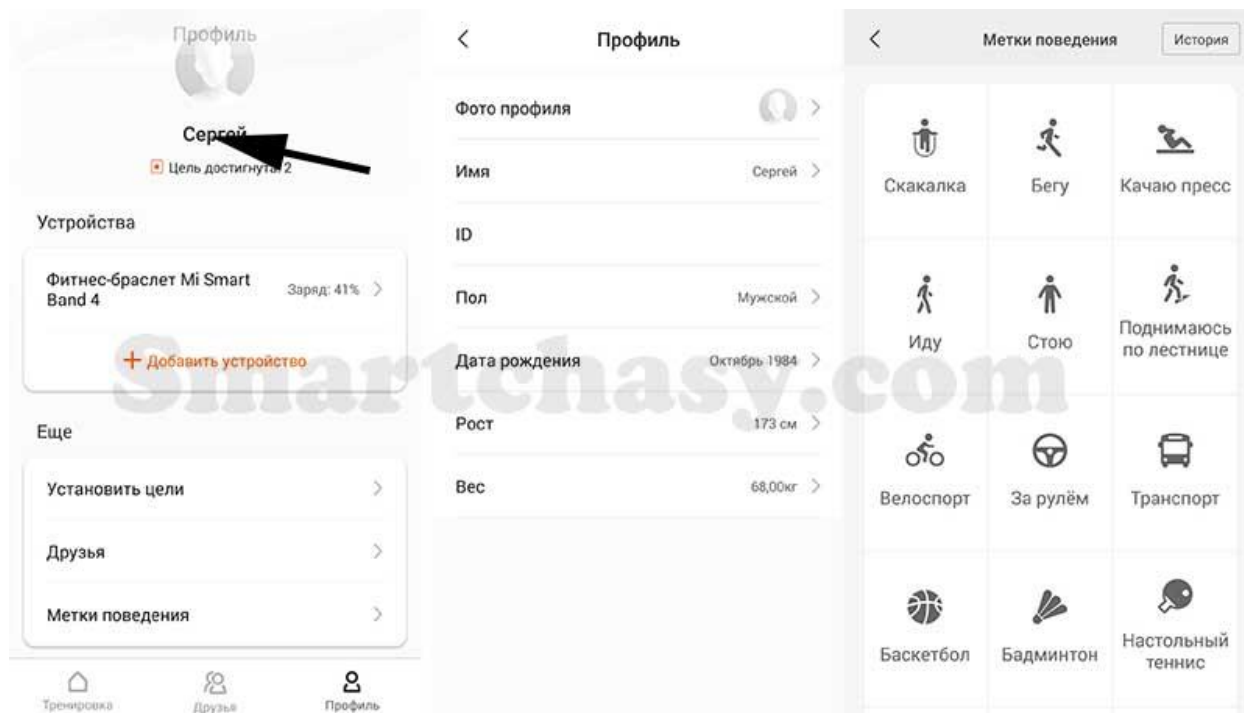 Профиль
Сергей
Цель достигнута: 2
Устройства
Фитнес-браслет Mi Smart
Band 4
Заряд: 41%
+ Добавить устройство
Еще
Установить цели
Друзья
Метки поведения
Тренировка
Друзья
Профиль
Профиль
Фото профиля
Имя
Сергей
ID
Пол
Мужской
Дата рождения
Октябрь 1984
Рост
173 см
Вес
68,00кг
Метки поведения
История
Скакалка
Бегу
Качаю пресс
Иду
Стою
Поднимаюсь
по лестнице
Велоспорт
За рулём
Транспорт
Баскетбол
Бадминтон
Настольный
теннис
Smartchasy.com